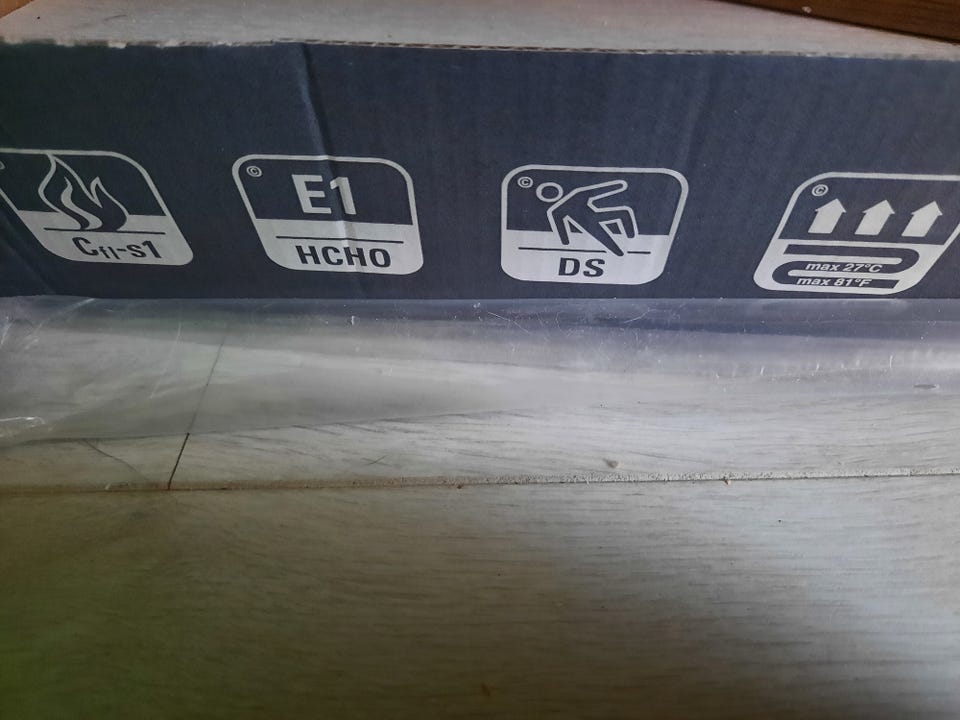 Cfl-s1
© E1
HCHO
©
DS
©
max 27°C
max 81°F